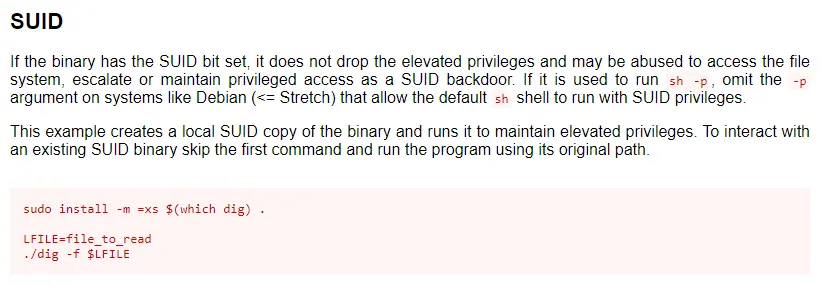 SUID
If the binary has the SUID bit set, it does not drop the elevated privileges and may be abused to access the file
system, escalate or maintain privileged access as a SUID backdoor. If it is used to run sh -p, omit the -p
argument on systems like Debian (<= Stretch) that allow the default sh shell to run with SUID privileges.
This example creates a local SUID copy of the binary and runs it to maintain elevated privileges. To interact with
an existing SUID binary skip the first command and run the program using its original path.
sudo install -m =xs $(which dig) .
LFILE=file_to_read
./dig -f $LFILE